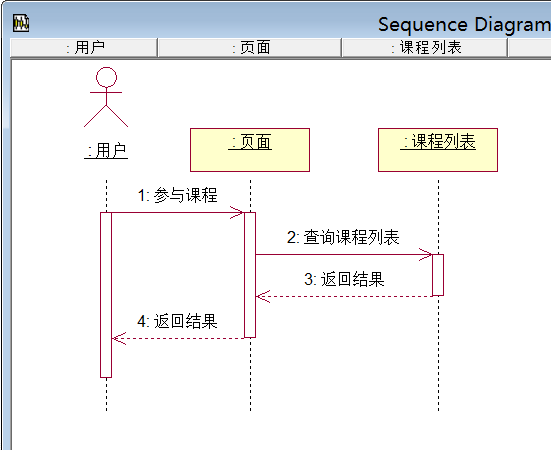 Sequence Diagram
: 用户
: 页面
: 课程列表
: 用户
: 页面
: 课程列表
1: 参与课程
2: 查询课程列表
3: 返回结果
4: 返回结果